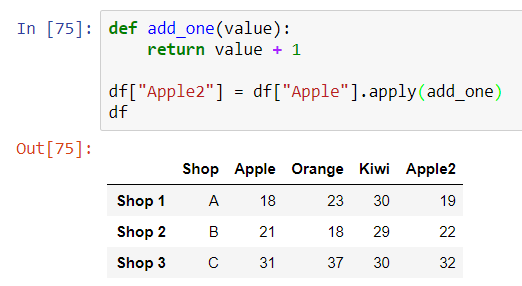 In [75]: def add_one(value):
return value + 1
df["Apple2"] = df["Apple"].apply(add_one)
df
Out[75]:
Shop Apple Orange Kiwi Apple2
Shop 1 A 18 23 30 19
Shop 2 B 21 18 29 22
Shop 3 C 31 37 30 32